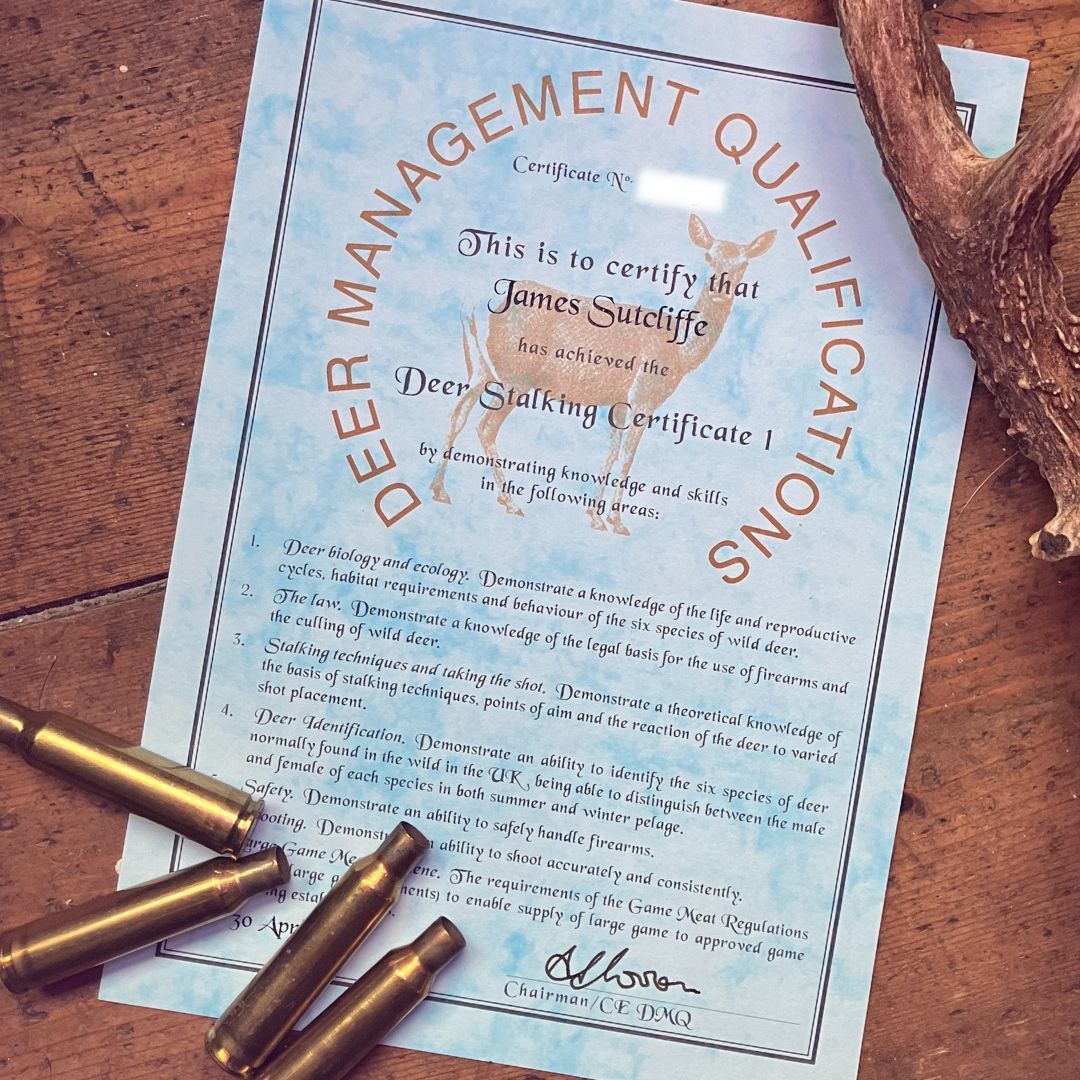 DEER MANAGEMENT QUALIFICATIONS
Certificate No.
This is to certify that
James Sutcliffe
has achieved the
Deer Stalking Certificate 1
by demonstrating knowledge and skills
in the following areas:
1. Deer biology and ecology. Demonstrate a knowledge of the life and reproductive
cycles, habitat requirements and behaviour of the six species of wild deer.
2. The law. Demonstrate a knowledge of the legal basis for the use of firearms and
the culling of wild deer.
3. Stalking techniques and taking the shot. Demonstrate a theoretical knowledge of
the basis of stalking techniques, points of aim and the reaction of the deer to varied
shot placement.
4. Deer Identification. Demonstrate an ability to identify the six species of deer
normally found in the wild in the UK, being able to distinguish between the male
and female of each species in both summer and winter pelage.
Safety. Demonstrate an ability to safely handle firearms.
ability to shoot accurately and consistently.
Game The requirements of the Game Meat Regulations
to enable supply of large game to approved game
30
Chairman/CE DMQ